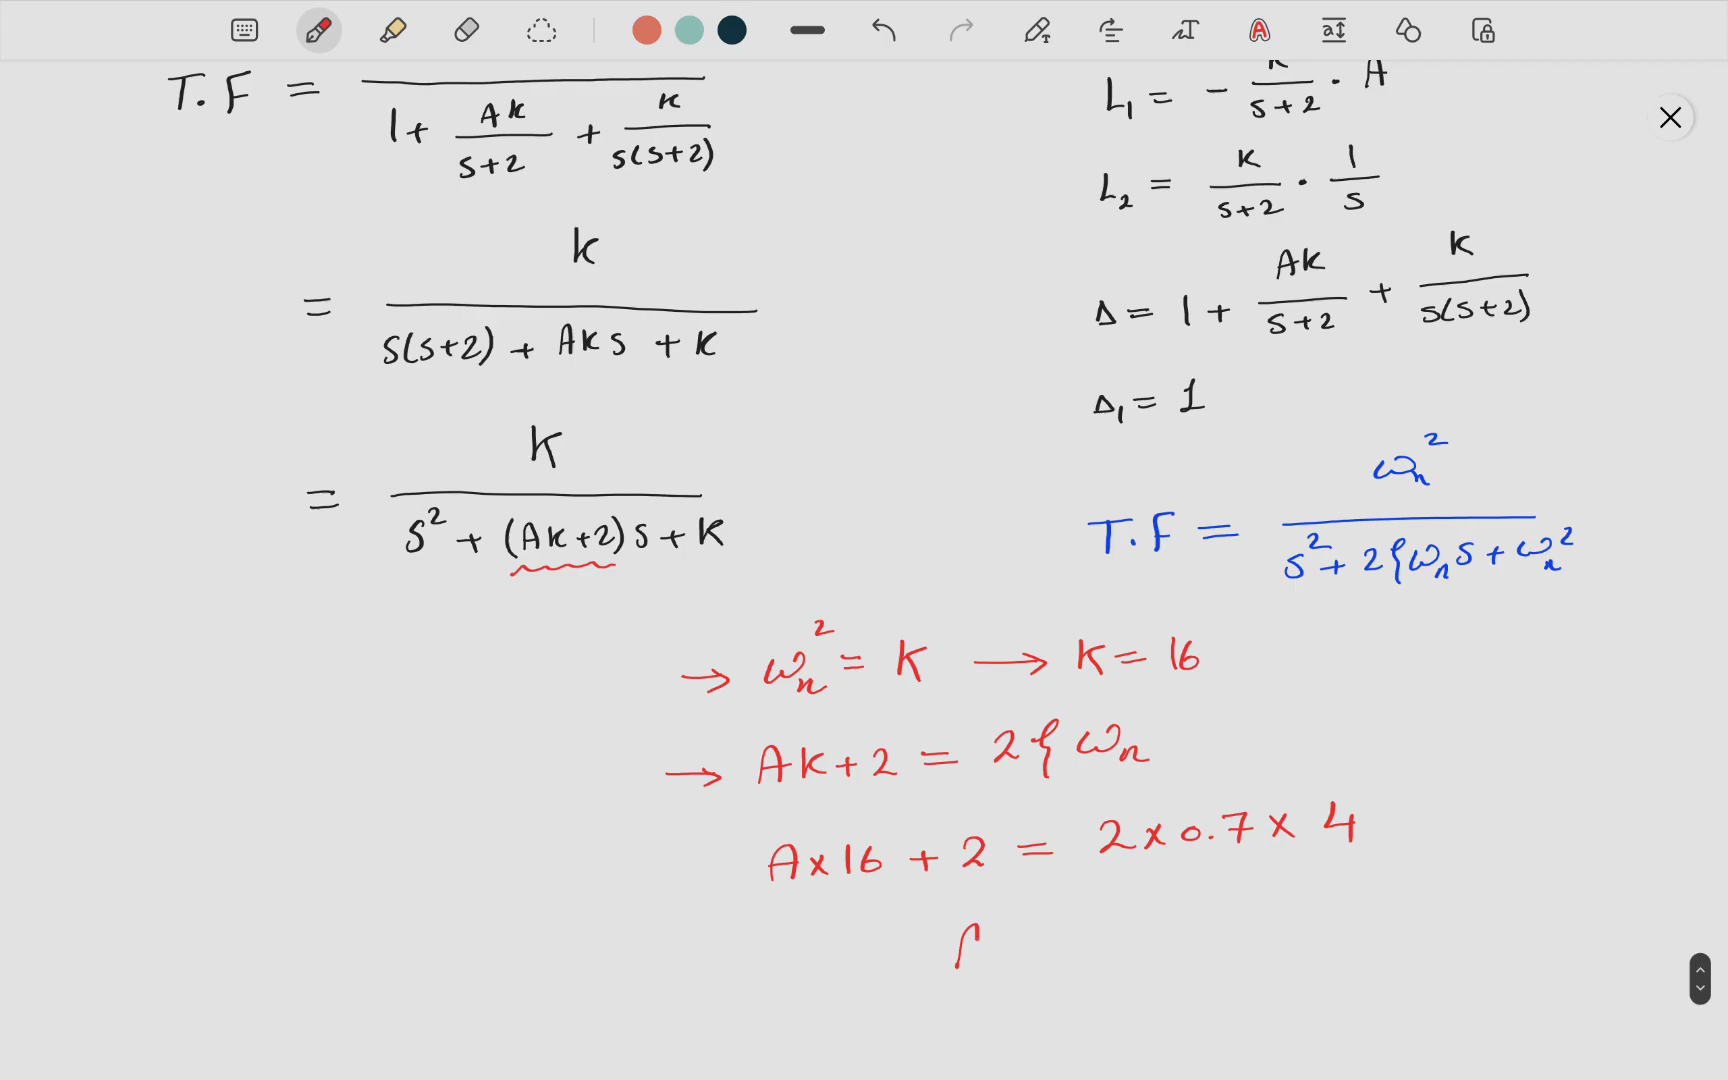 T.F = 1 + Ak/(s+2) + k/(s(s+2))
= k/(s(s+2) + Aks + k)
= K/(s² + (Ak+2)s + K)
L₁ = - K/(s+2) · A
L₂ = K/(s+2) · 1/s
Δ = 1 + AK/(s+2) + K/(s(s+2))
Δ₁ = 1
T.F = ωn²/(s² + 2ξωn s + ωn²)
→ ωn² = K → K = 16
→ AK+2 = 2ξωn
A×16 + 2 = 2×0.7×4